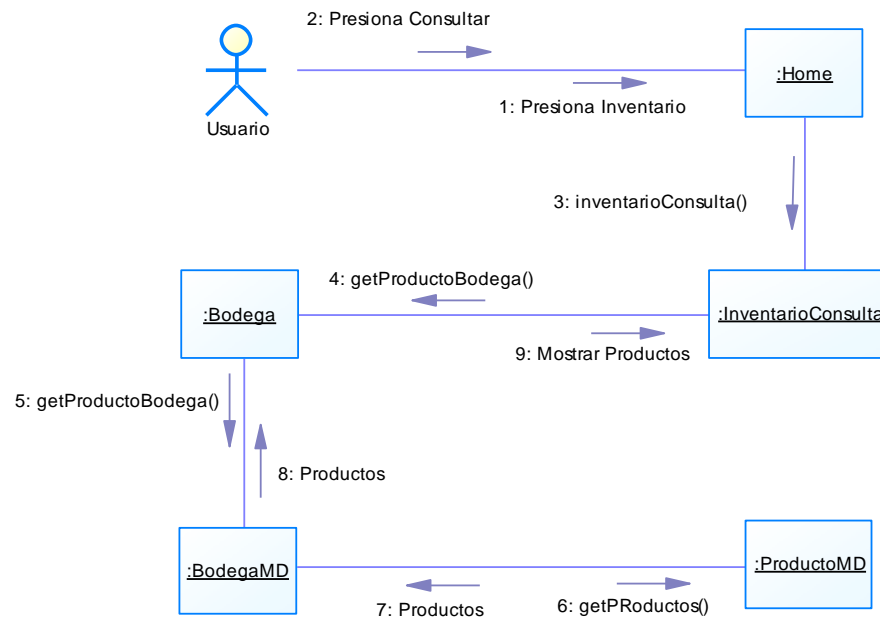 2: Presiona Consultar
:Home
1: Presiona Inventario
Usuario
3: inventarioConsulta()
4: getProductoBodega()
:Bodega
:InventarioConsulta
9: Mostrar Productos
5: getProductoBodega()
8: Productos
:BodegaMD
:ProductoMD
7: Productos
6: getPRoductos()